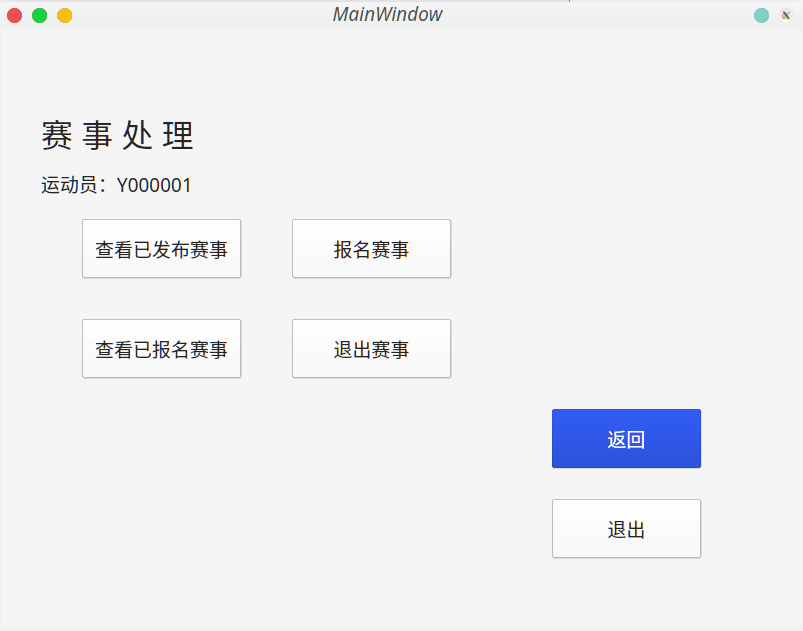 MainWindow
赛 事 处 理
运动员：Y000001
查看已发布赛事 报名赛事
查看已报名赛事 退出赛事
返回
退出